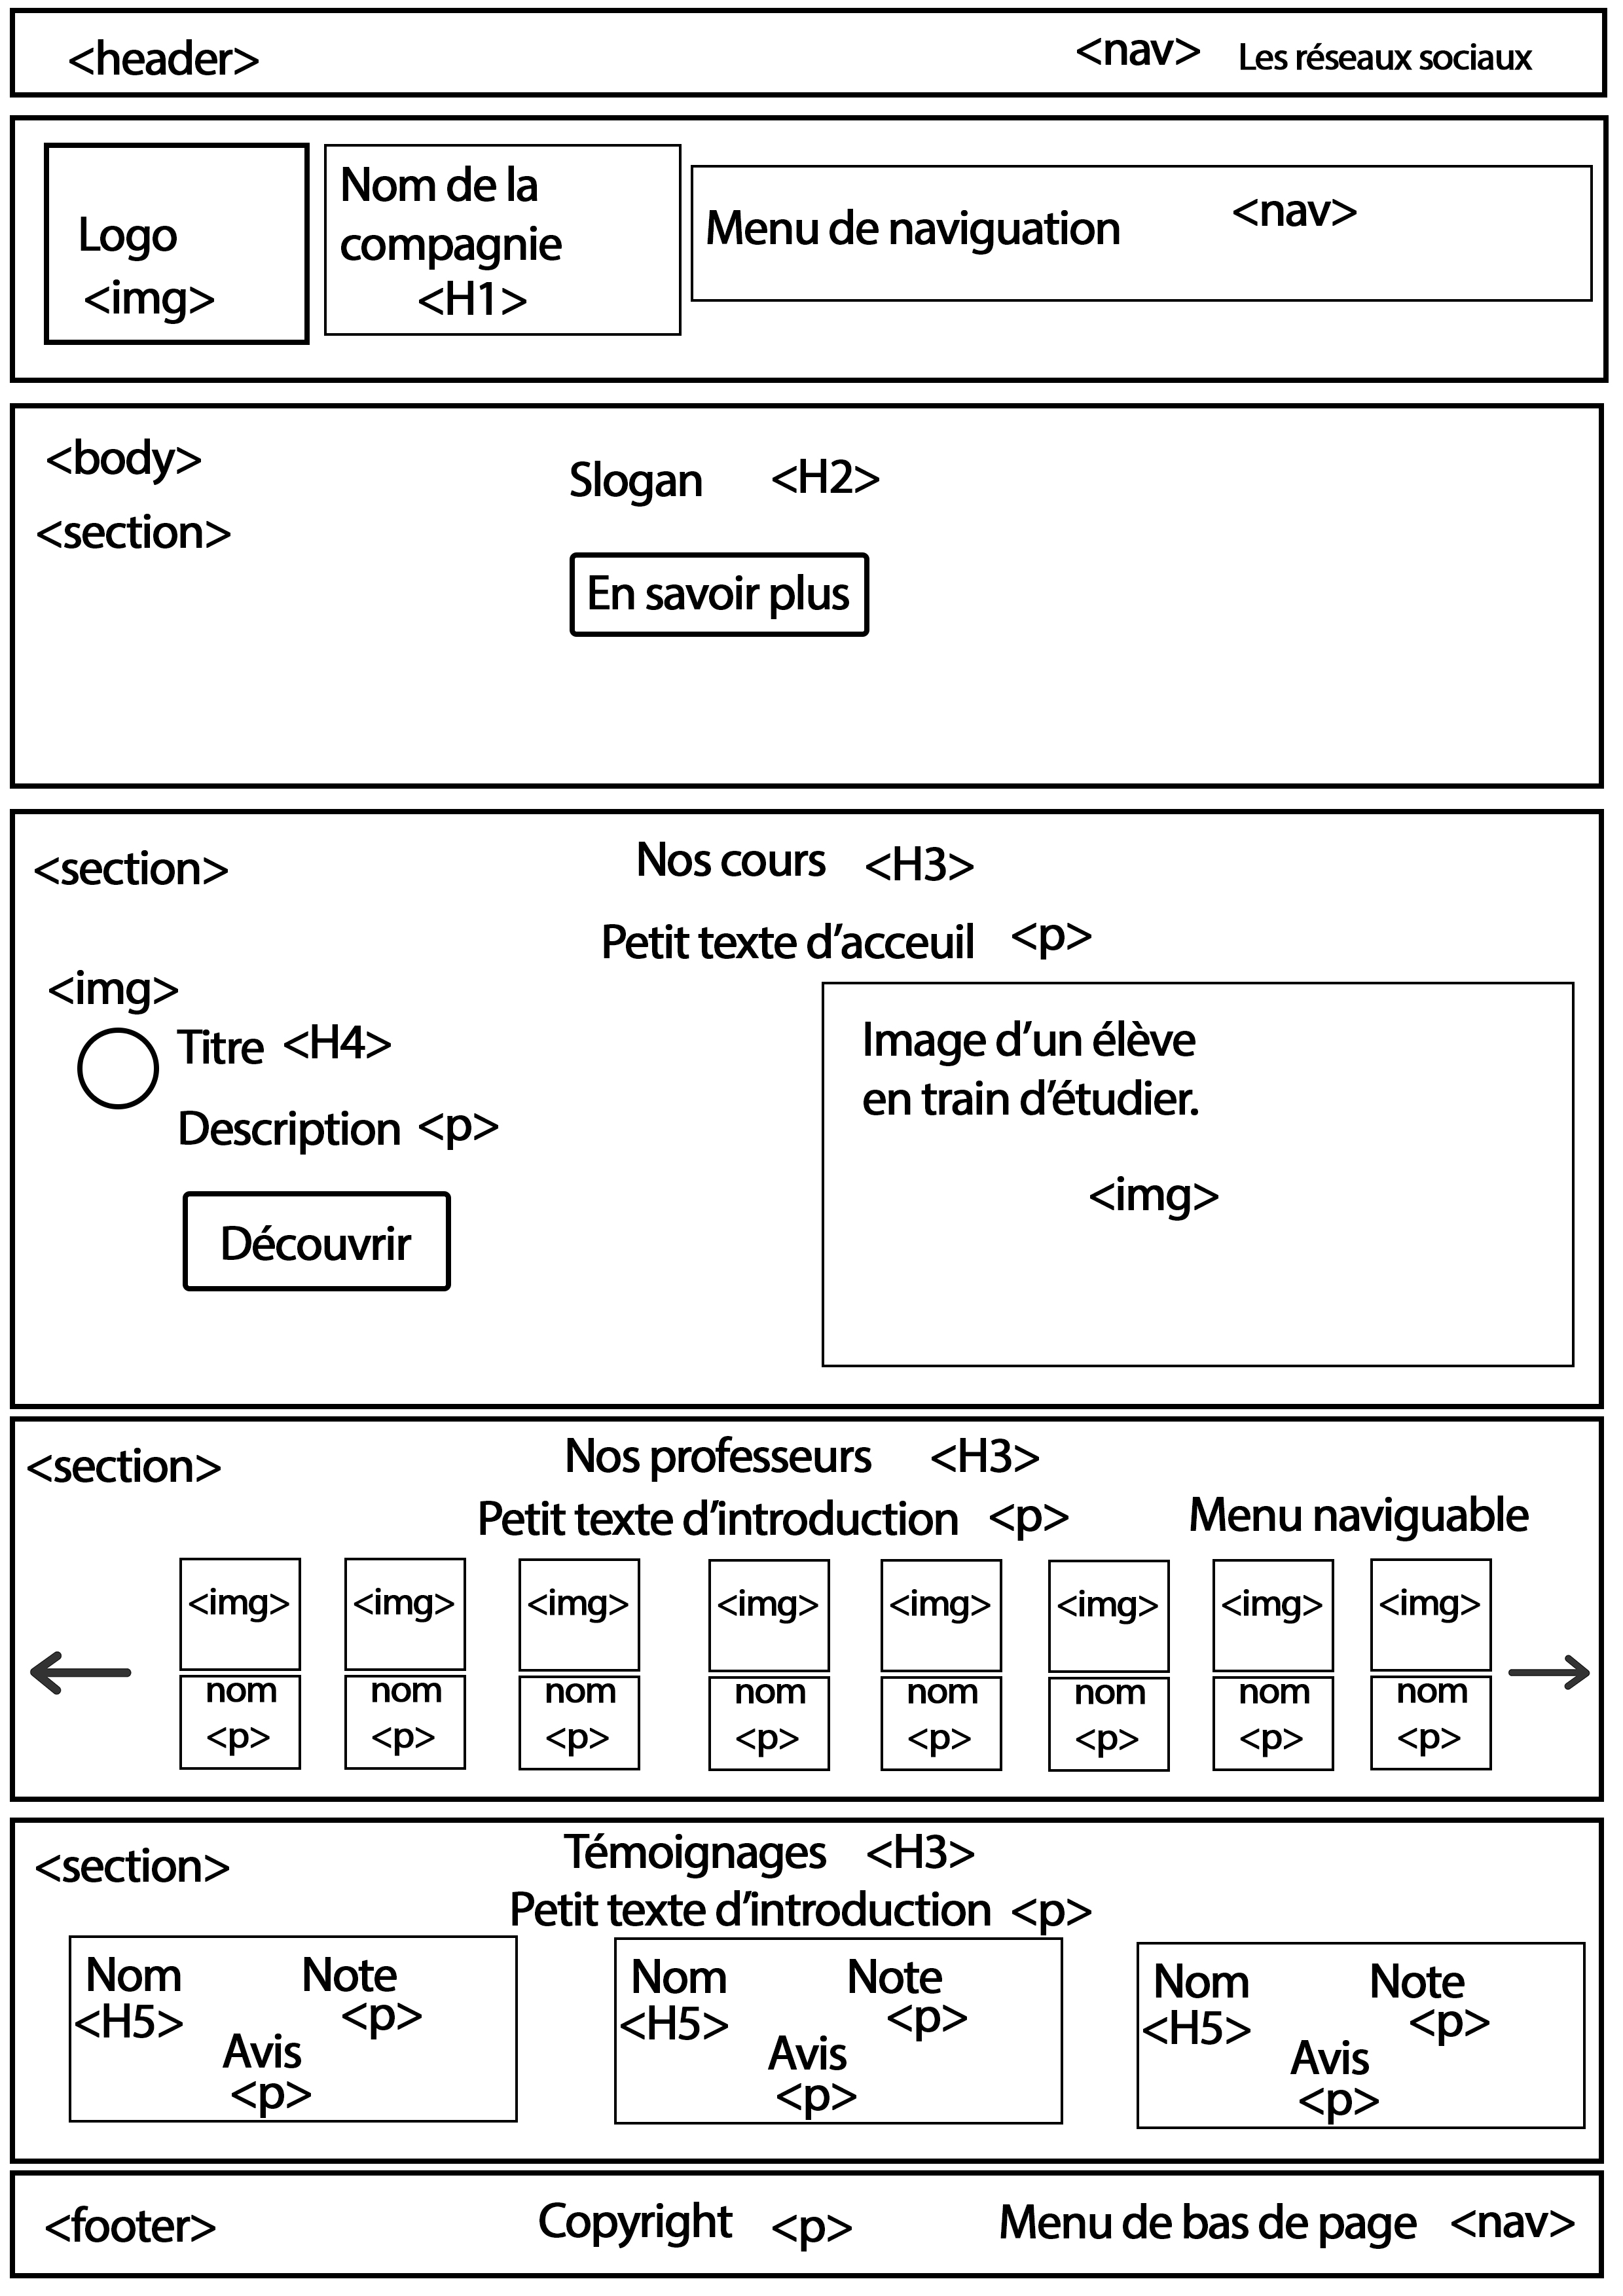 <header>
<nav> Les réseaux sociaux
Logo
<img>
Nom de la
compagnie
<H1>
Menu de naviguation <nav>
<body>
<section>
Slogan <H2>
En savoir plus
<section>
Nos cours <H3>
Petit texte d'acceuil <p>
<img>
Titre <H4>
Description <p>
Découvrir
Image d'un élève
en train d'étudier.
<img>
<section>
Nos professeurs <H3>
Petit texte d'introduction <p>
Menu naviguable
<img> <img> <img> <img> <img> <img> <img> <img>
nom nom nom nom nom nom nom nom
<p> <p> <p> <p> <p> <p> <p> <p>
<section>
Témoignages <H3>
Petit texte d'introduction <p>
Nom Note
<H5> <p>
Avis
<p>
Nom Note
<H5> <p>
Avis
<p>
Nom Note
<H5> <p>
Avis
<p>
<footer>
Copyright <p>
Menu de bas de page <nav>